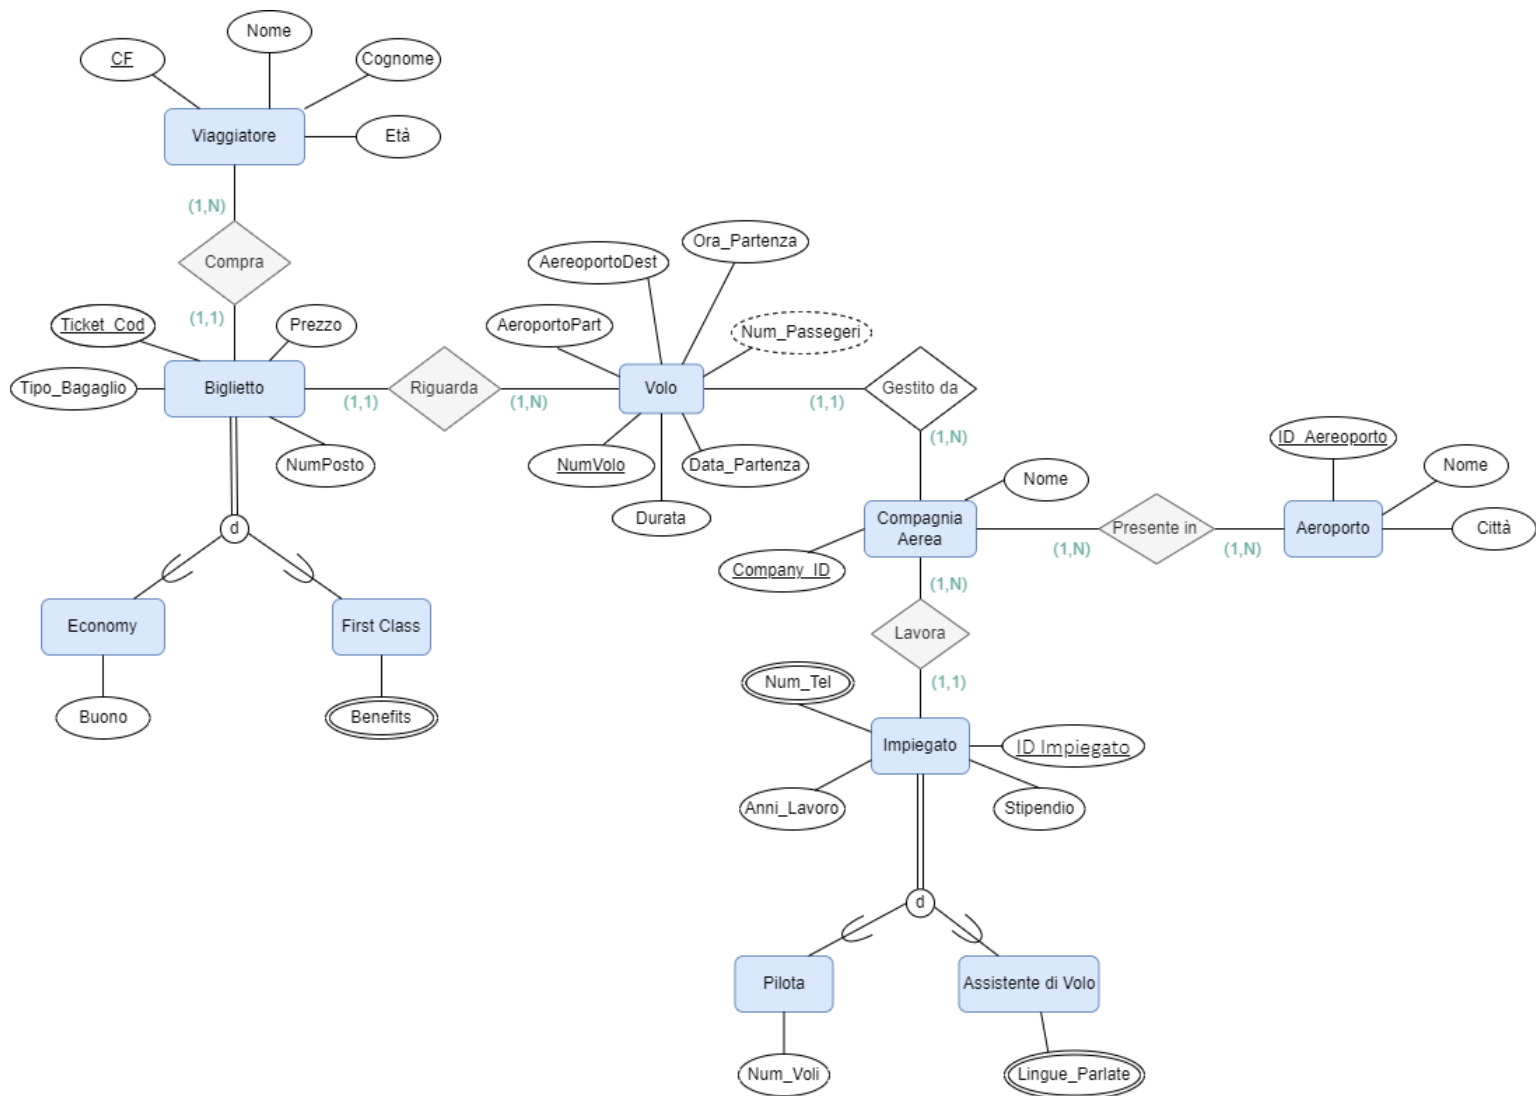 Nome
CF
Cognome
Viaggiatore
Età
(1,N)
Compra
(1,1)
Ticket_Cod
Prezzo
Tipo_Bagaglio
Biglietto
(1,1)
Riguarda
(1,N)
NumPosto
d
Economy
First Class
Buono
Benefits
Ora_Partenza
AereoportoDest
AeroportoPart
Num_Passegeri
Volo
(1,1)
Gestito da
(1,N)
NumVolo
Data_Partenza
Durata
Nome
Compagnia
Aerea
Company_ID
(1,N)
Presente in
(1,N)
ID_Aereoporto
Nome
Aeroporto
Città
(1,N)
Lavora
(1,1)
Num_Tel
Impiegato
ID Impiegato
Anni_Lavoro
Stipendio
d
Pilota
Assistente di Volo
Num_Voli
Lingue_Parlate